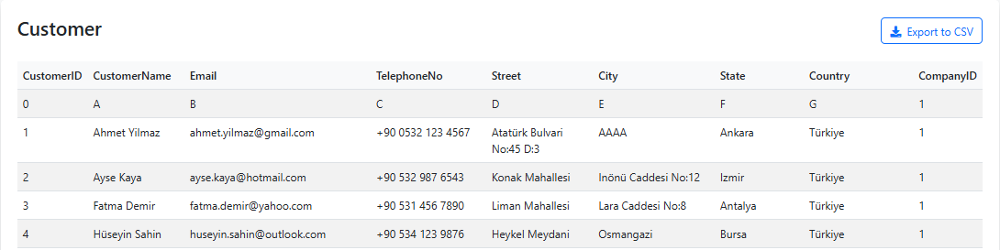 Customer
Export to CSV
CustomerID CustomerName Email TelephoneNo Street City State Country CompanyID
0 A B C D E F G 1
1 Ahmet Yilmaz ahmet.yilmaz@gmail.com +90 0532 123 4567 Atatürk Bulvari AAAA Ankara Türkiye 1
No:45 D:3
2 Ayse Kaya ayse.kaya@hotmail.com +90 532 987 6543 Konak Mahallesi Inönü Caddesi No:12 Izmir Türkiye 1
3 Fatma Demir fatma.demir@yahoo.com +90 531 456 7890 Liman Mahallesi Lara Caddesi No:8 Antalya Türkiye 1
4 Hüseyin Sahin huseyin.sahin@outlook.com +90 534 123 9876 Heykel Meydani Osmangazi Bursa Türkiye 1